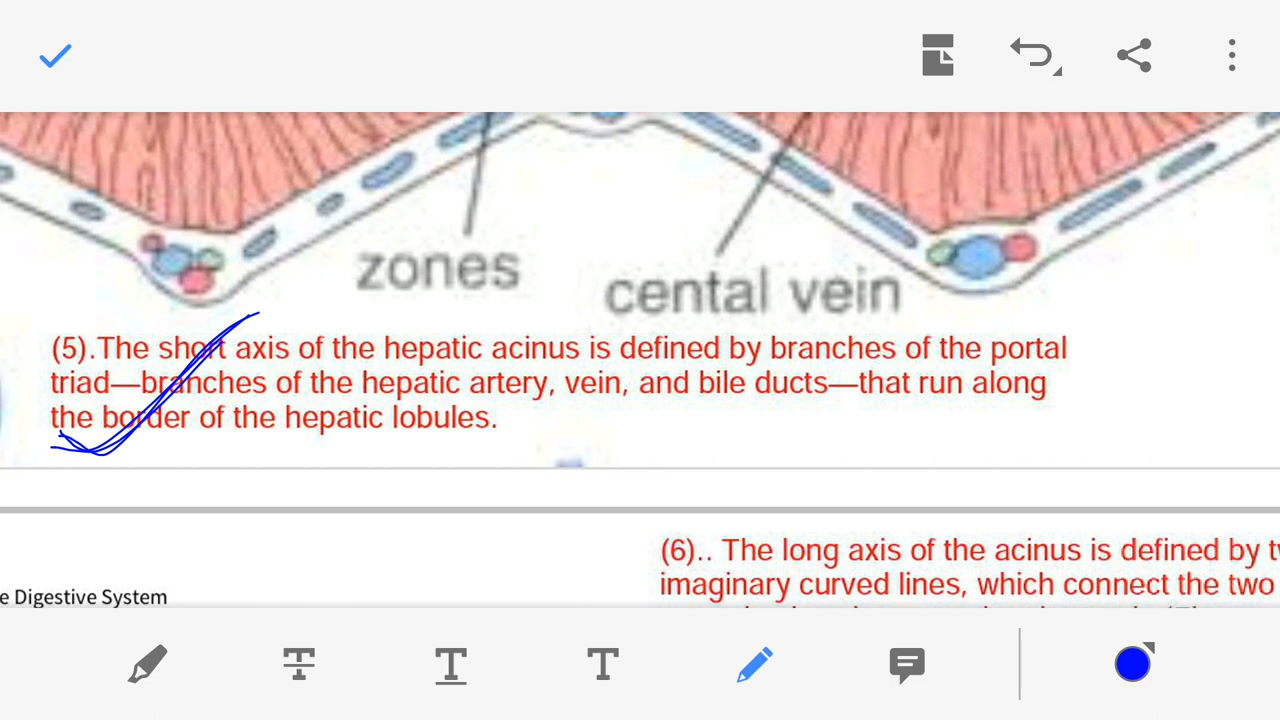 zones
cental vein
(5).The short axis of the hepatic acinus is defined by branches of the portal
triad—branches of the hepatic artery, vein, and bile ducts—that run along
the border of the hepatic lobules.
(6).. The long axis of the acinus is defined by
imaginary curved lines, which connect the two
e Digestive System
T
T
T